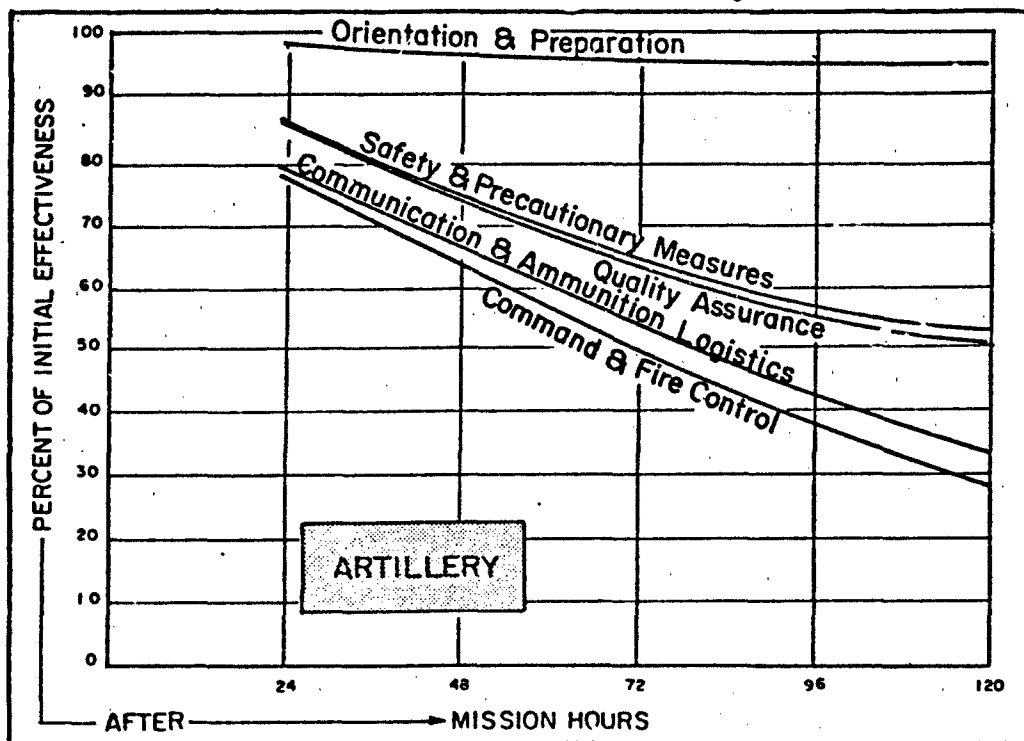 PERCENT OF INITIAL EFFECTIVENESS
100
90
80
70
60
50
40
30
20
10
0
Orientation & Preparation
Safety & Precautionary Measures
Quality Assurance
Communication & Ammunition Logistics
Command & Fire Control
ARTILLERY
24
48
72
96
120
AFTER
MISSION HOURS